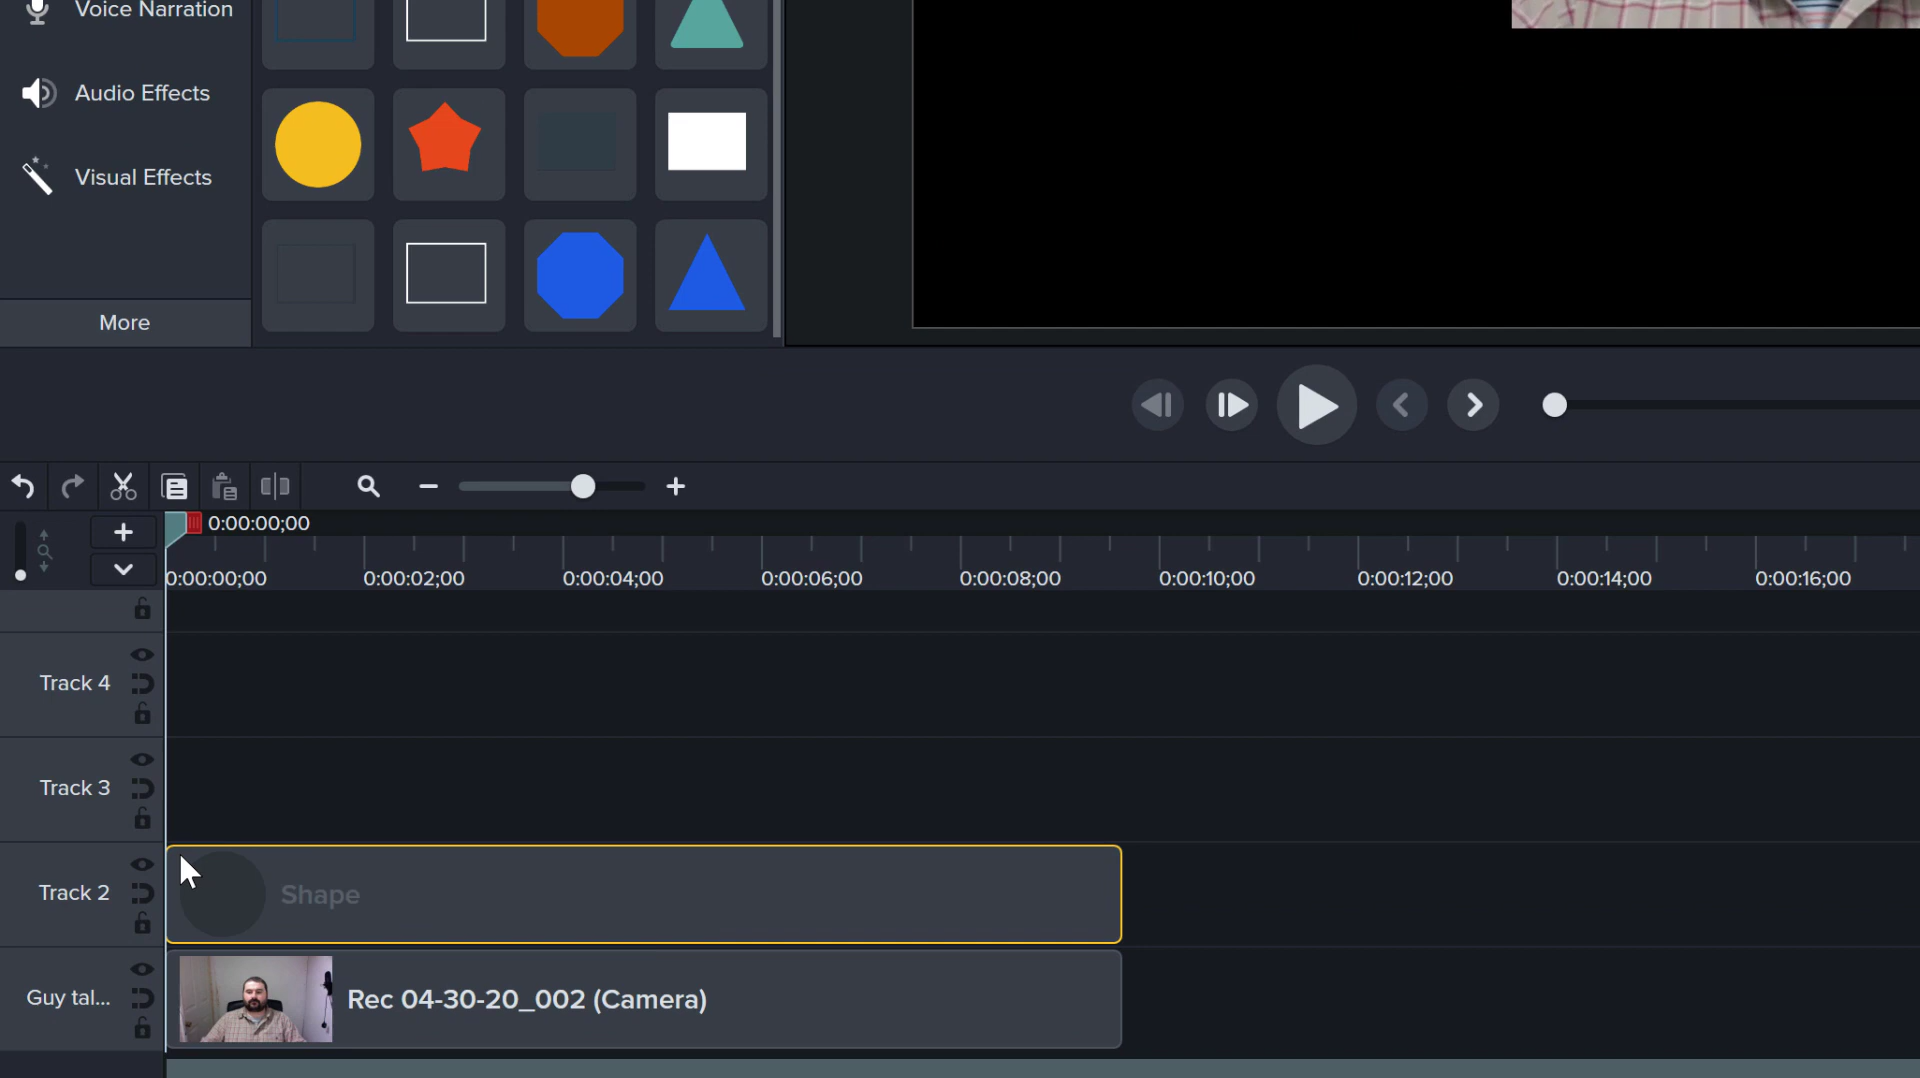 Voice Narration
Audio Effects
Visual Effects
More
0:00:00;00
0:00:00;00 0:00:02;00 0:00:04;00 0:00:06;00 0:00:08;00 0:00:10;00 0:00:12;00 0:00:14;00 0:00:16;00
Track 4
Track 3
Track 2
Shape
Guy tal...
Rec 04-30-20_002 (Camera)